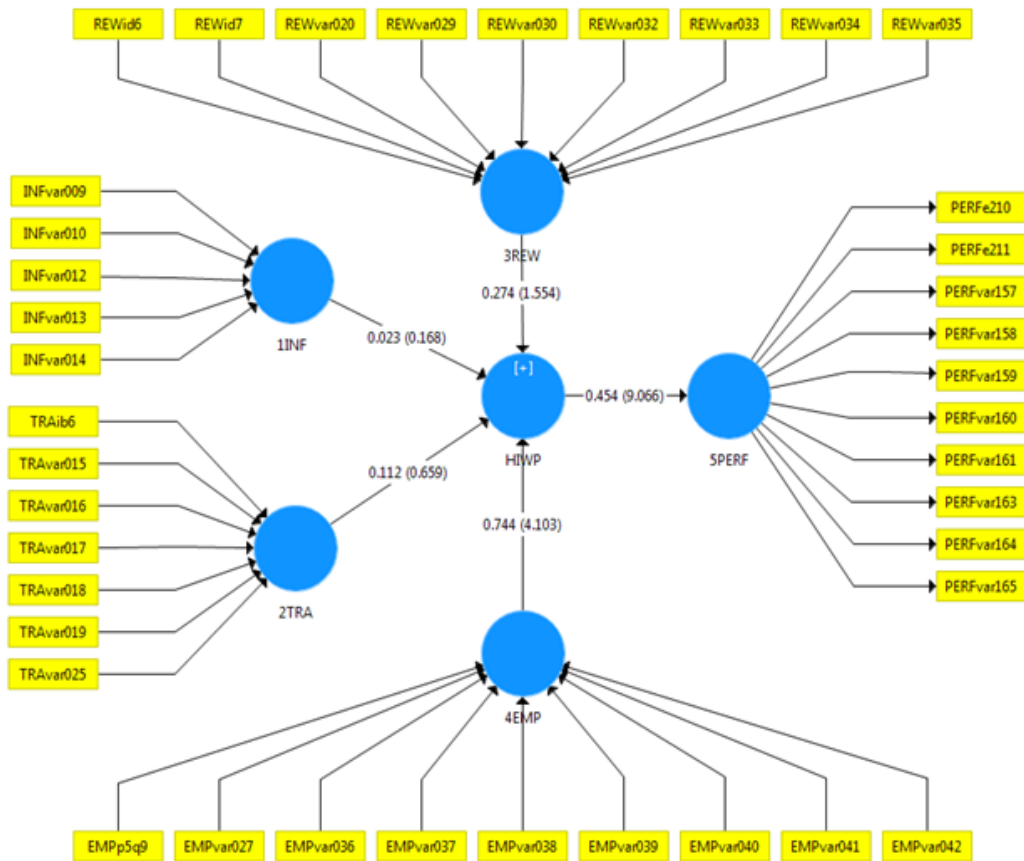 REWid6 REWid7 REWvar020 REWvar029 REWvar030 REWvar032 REWvar033 REWvar034 REWvar035
3REW
0.274 (1.554)
INFvar009
INFvar010
INFvar012
INFvar013
INFvar014
1INF
0.023 (0.168)
[+]
HIWP
0.454 (9.066)
5PERF
PERFe210
PERFe211
PERFvar157
PERFvar158
PERFvar159
PERFvar160
PERFvar161
PERFvar163
PERFvar164
PERFvar165
TRAib6
TRAvar015
TRAvar016
TRAvar017
TRAvar018
TRAvar019
TRAvar025
2TRA
0.112 (0.659)
0.744 (4.103)
4EMP
EMPp5q9 EMPvar027 EMPvar036 EMPvar037 EMPvar038 EMPvar039 EMPvar040 EMPvar041 EMPvar042